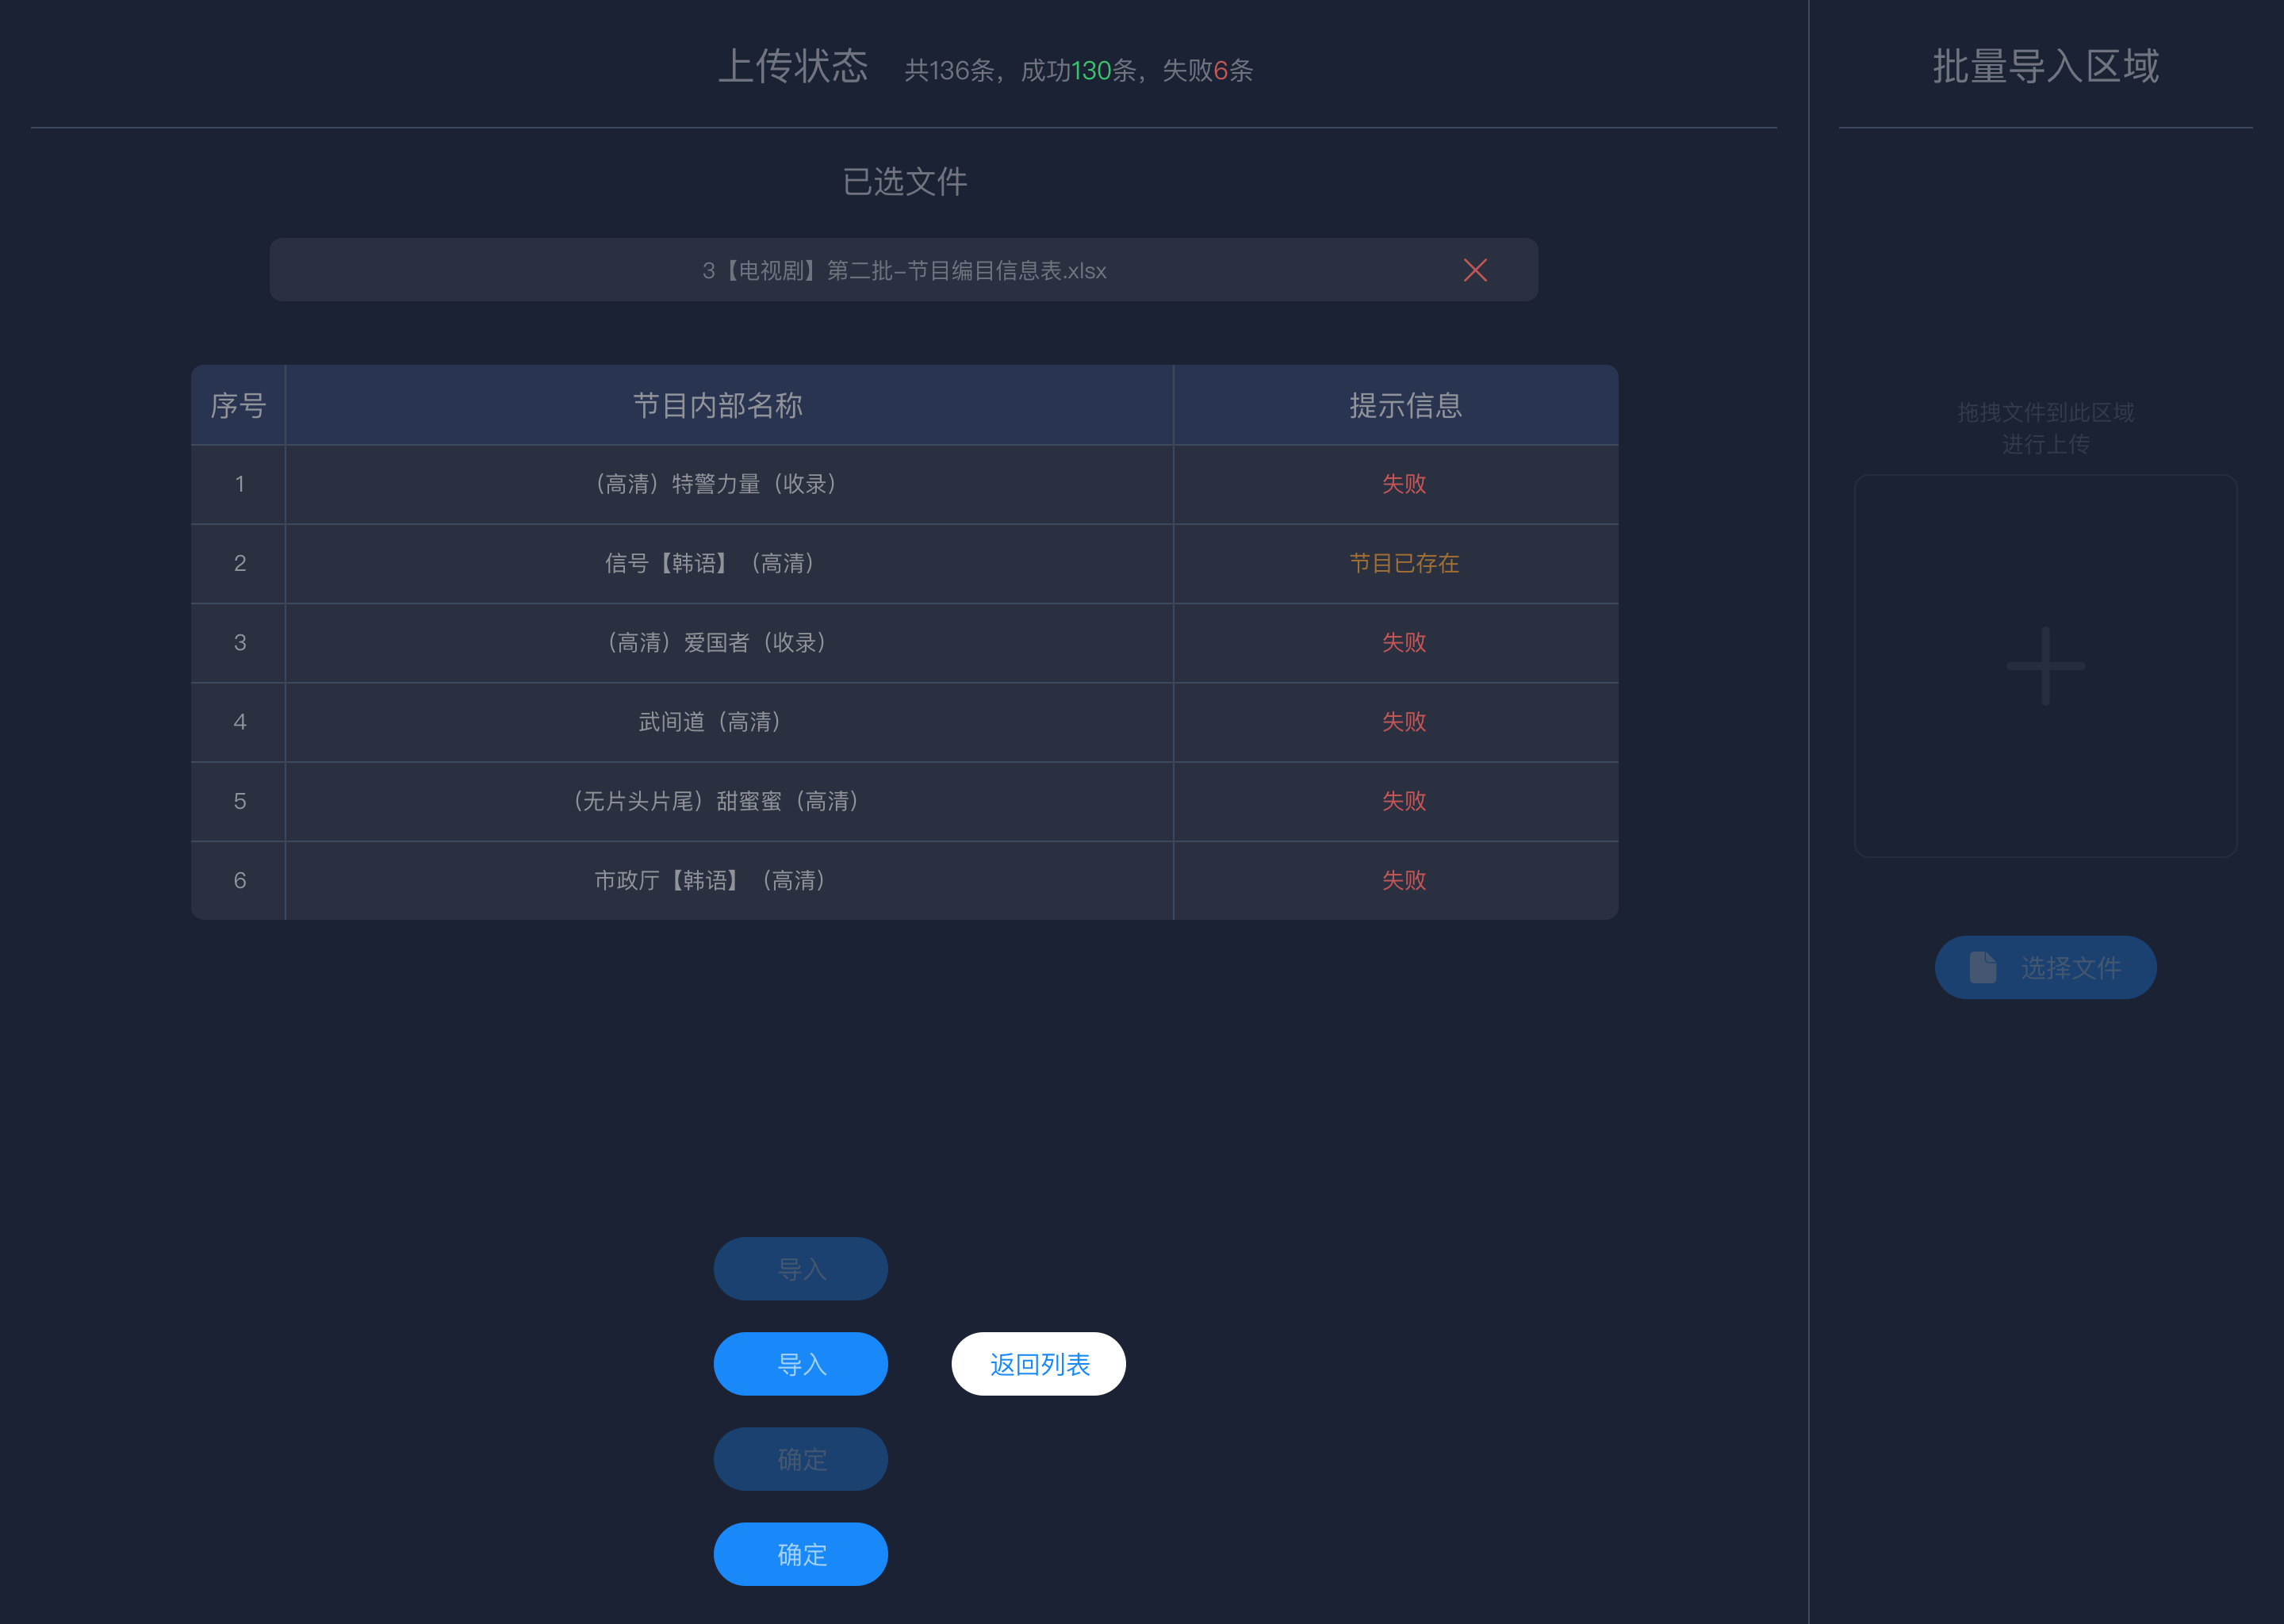 上传状态 共136条，成功130条，失败6条
已选文件
3【电视剧】第二批-节目编目信息表.xlsx
序号 节目内部名称 提示信息
1 （高清）特警力量（收录） 失败
2 信号【韩语】（高清） 节目已存在
3 （高清）爱国者（收录） 失败
4 武间道（高清） 失败
5 （无片头片尾）甜蜜蜜（高清） 失败
6 市政厅【韩语】（高清） 失败
导入
导入 返回列表
确定
确定
批量导入区域
拖拽文件到此区域
进行上传
选择文件